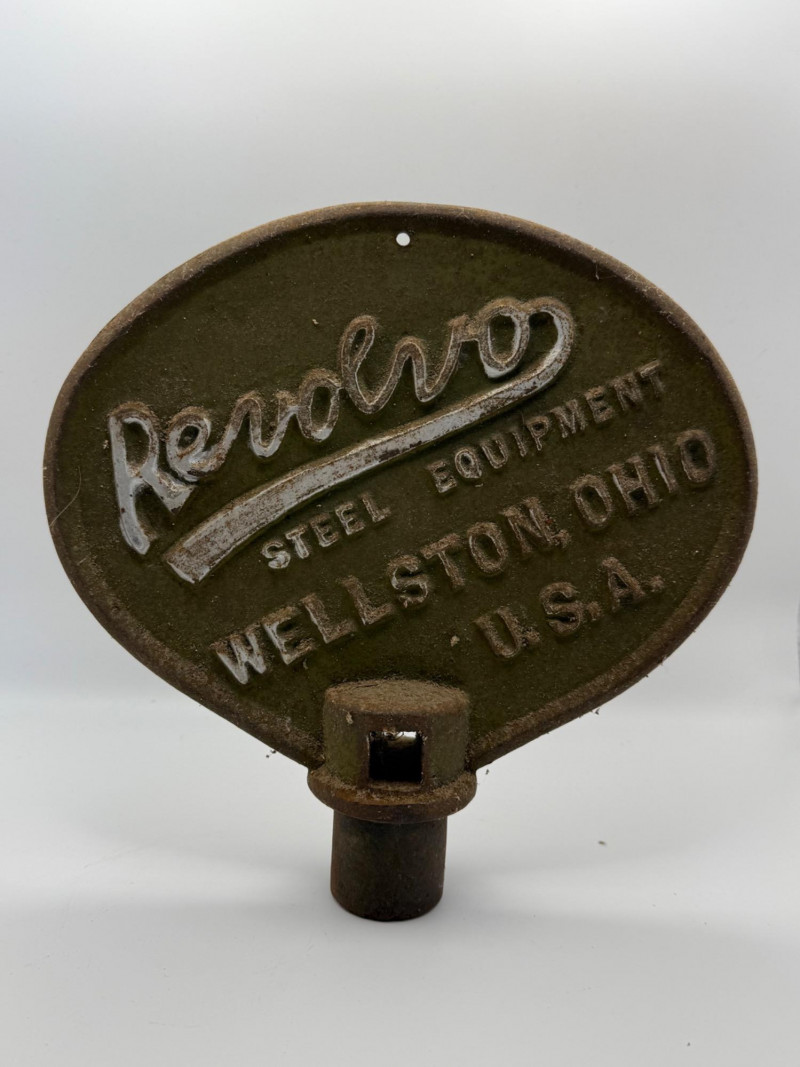 Revolvo
STEEL EQUIPMENT
WELLSTON, OHIO
U.S.A.